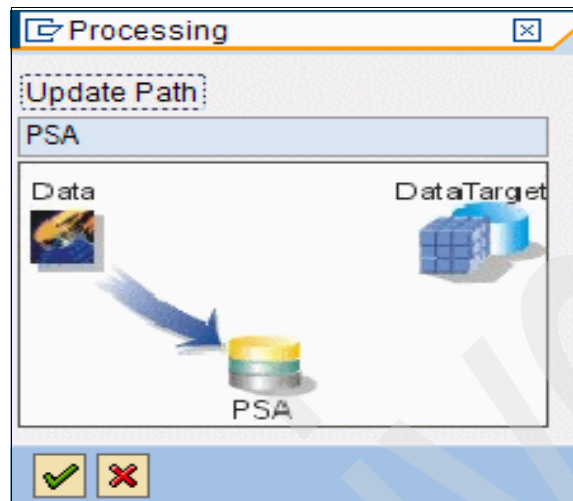 Processing
Update Path
PSA
Data
DataTarget
PSA